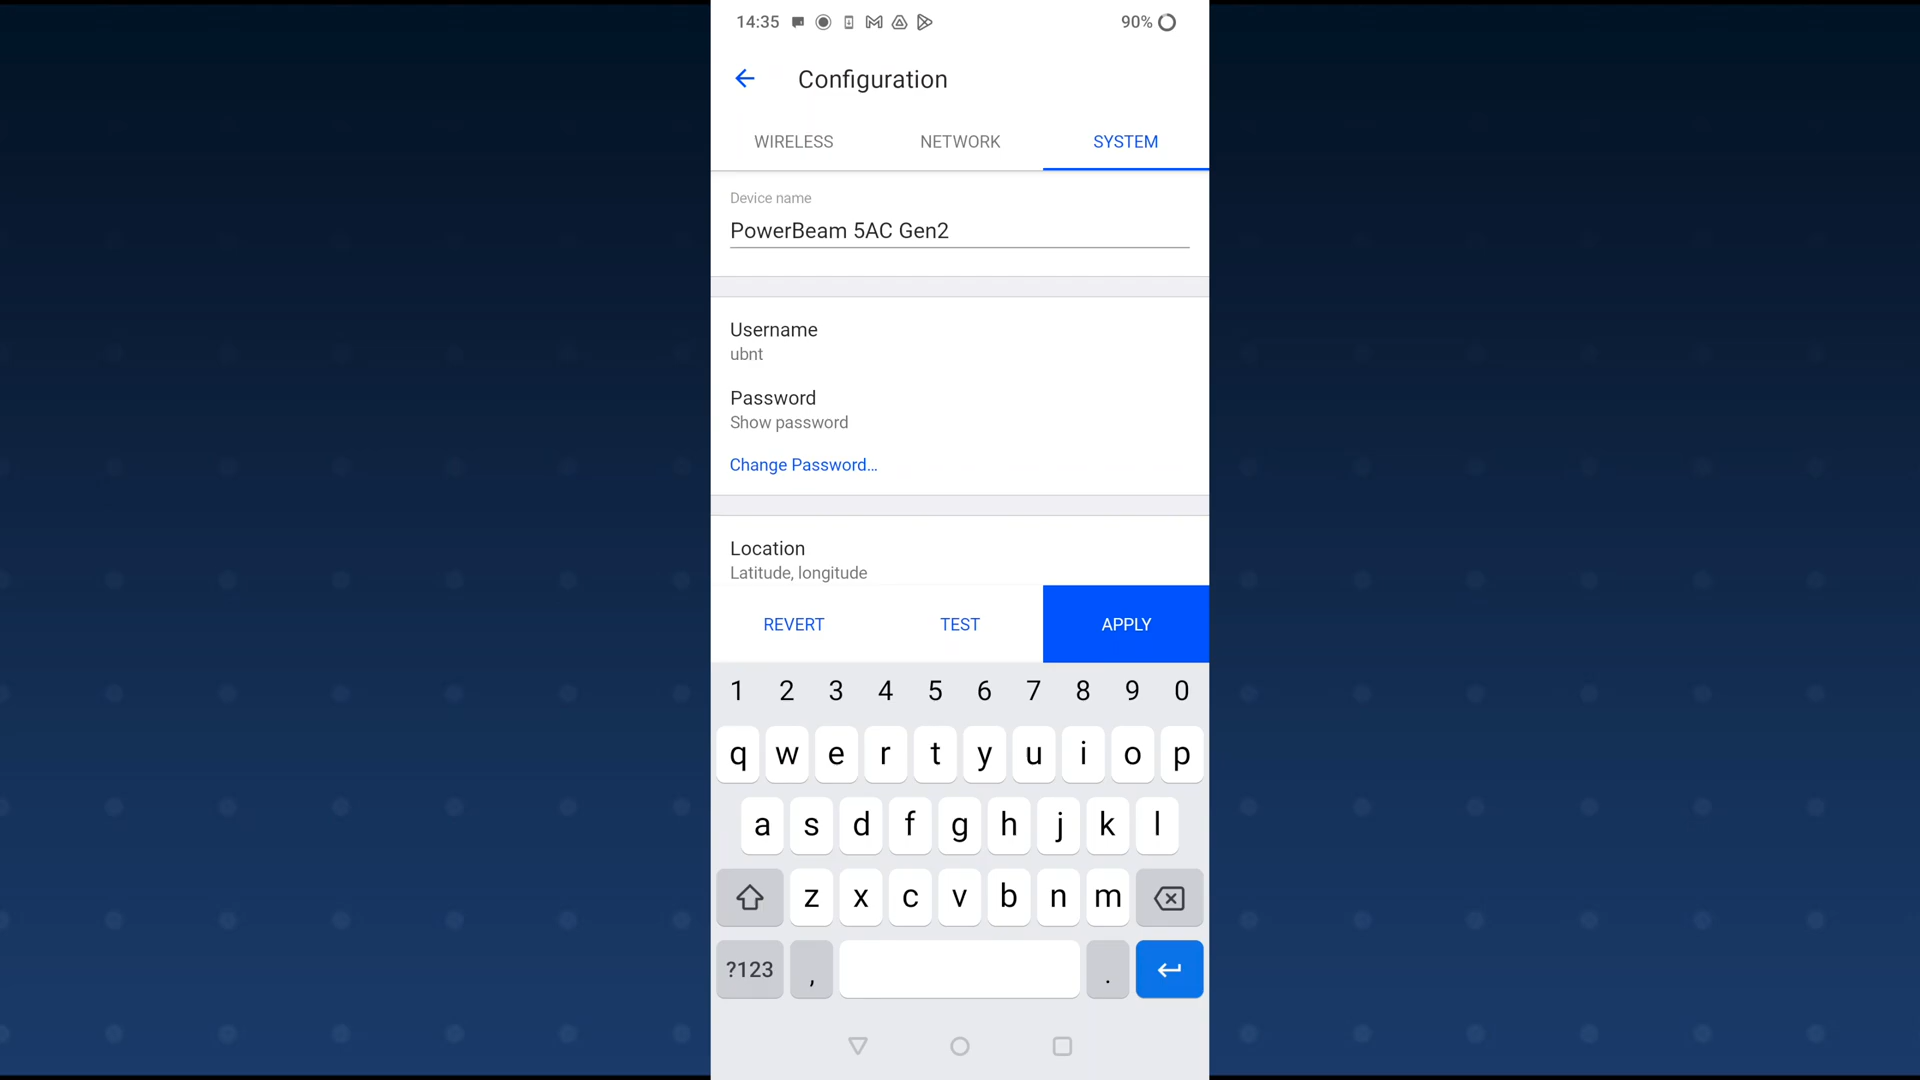 14:35
90%
Configuration
WIRELESS NETWORK SYSTEM
Device name
PowerBeam 5AC Gen2
Username
ubnt
Password
Show password
Change Password...
Location
Latitude, longitude
REVERT TEST APPLY
1 2 3 4 5 6 7 8 9 0
q w e r t y u i o p
a s d f g h j k l
z x c v b n m
?123 , .